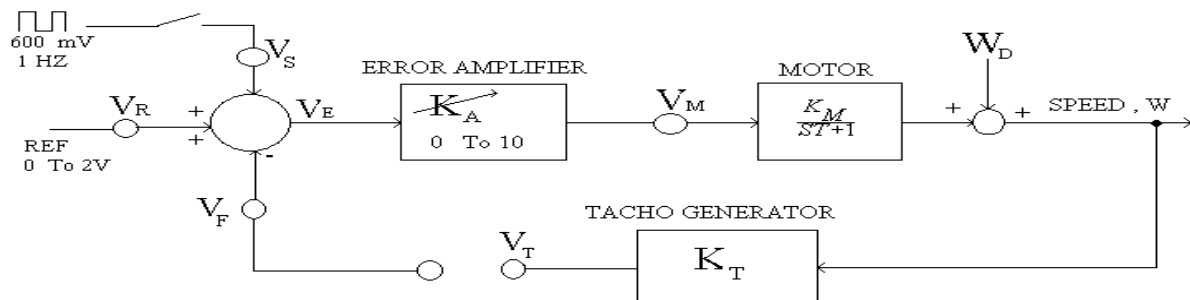 600 mV
1 HZ
V_S
ERROR AMPLIFIER
MOTOR
W_D
V_R
+
+
-
V_E
K_A
0 To 10
V_M
K_M
ST+1
+
+
SPEED , W
REF
0 To 2V
V_F
TACHO GENERATOR
V_T
K_T